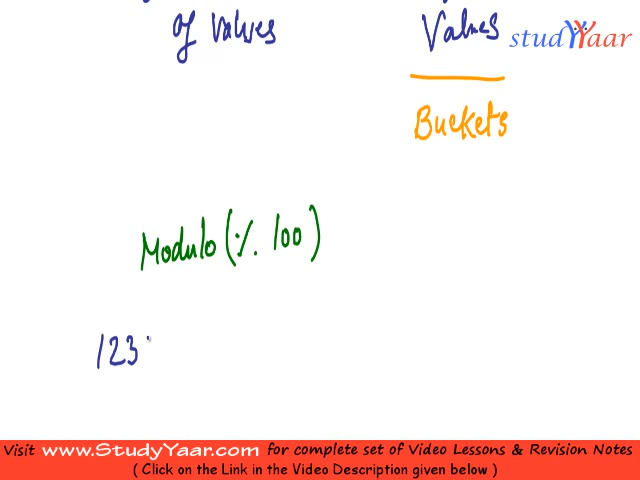 of values Values
studYYaar
Buckets
Modulo (% 100)
123
Visit www.StudyYaar.com for complete set of Video Lessons & Revision Notes
( Click on the Link in the Video Description given below )